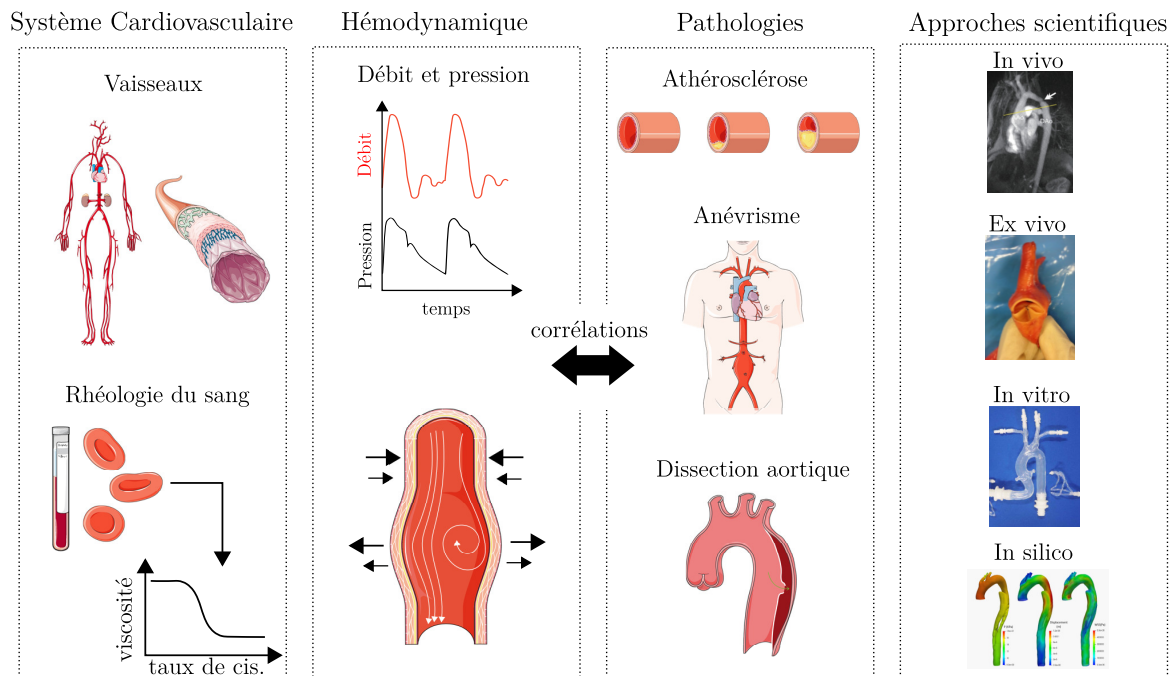 Système Cardiovasculaire
Vaisseaux
Rhéologie du sang
viscosité
taux de cis.
Hémodynamique
Débit et pression
Débit
Pression
temps
corrélations
Pathologies
Athérosclérose
Anévrisme
Dissection aortique
Approches scientifiques
In vivo
Ex vivo
In vitro
In silico